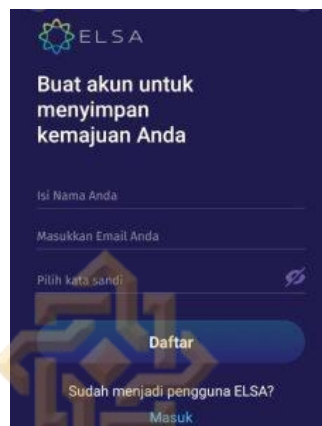 ELSA
Buat akun untuk
menyimpan
kemajuan Anda
Isi Nama Anda
Masukkan Email Anda
Pilih kata sandi
Daftar
Sudah menjadi pengguna ELSA?
Masuk